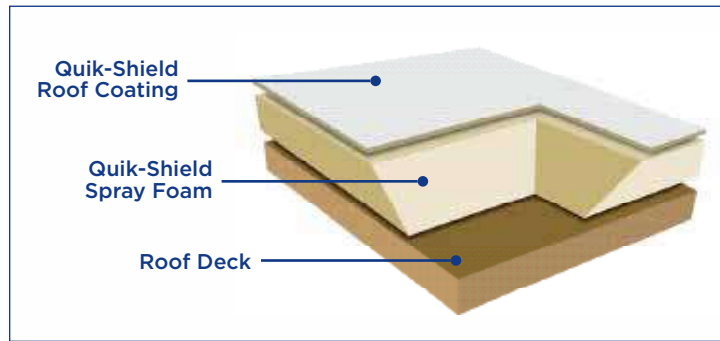 Quik-Shield
Roof Coating
Quik-Shield
Spray Foam
Roof Deck